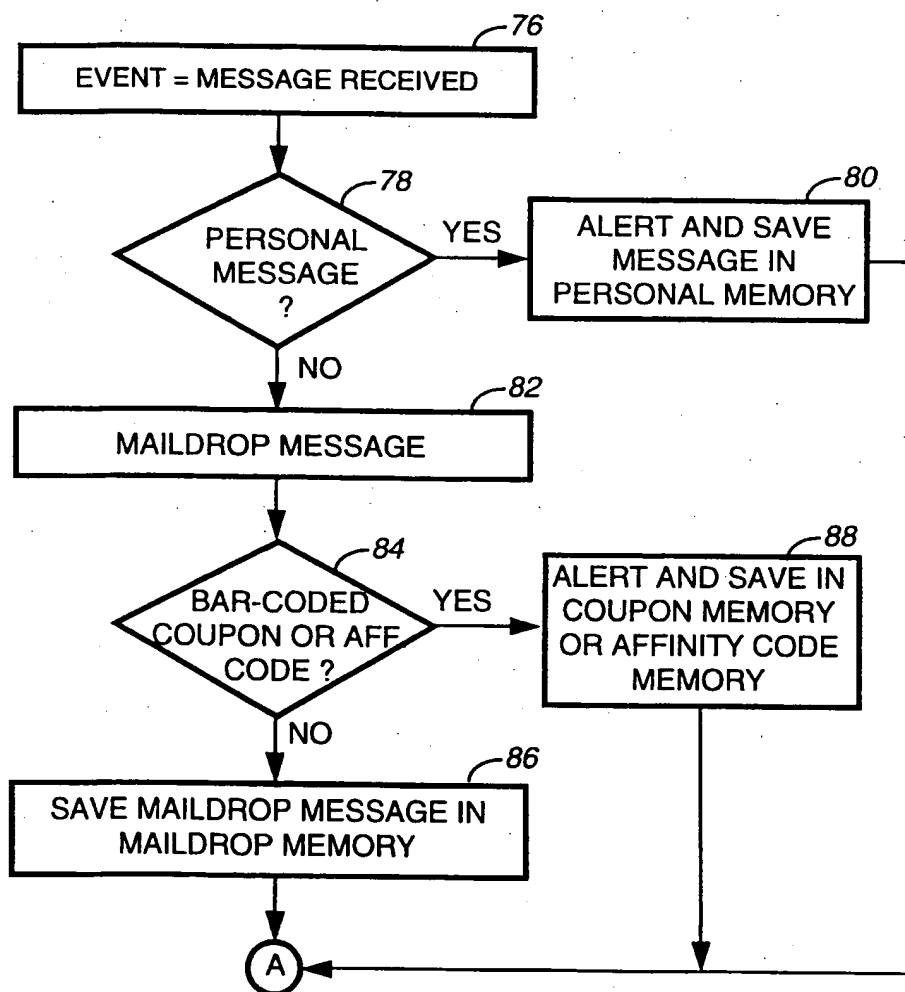 76
EVENT = MESSAGE RECEIVED
78
PERSONAL
MESSAGE
?
YES
80
ALERT AND SAVE
MESSAGE IN
PERSONAL MEMORY
NO
82
MAILDROP MESSAGE
84
BAR-CODED
COUPON OR AFF
CODE ?
YES
88
ALERT AND SAVE IN
COUPON MEMORY
OR AFFINITY CODE
MEMORY
NO
86
SAVE MAILDROP MESSAGE IN
MAILDROP MEMORY
A